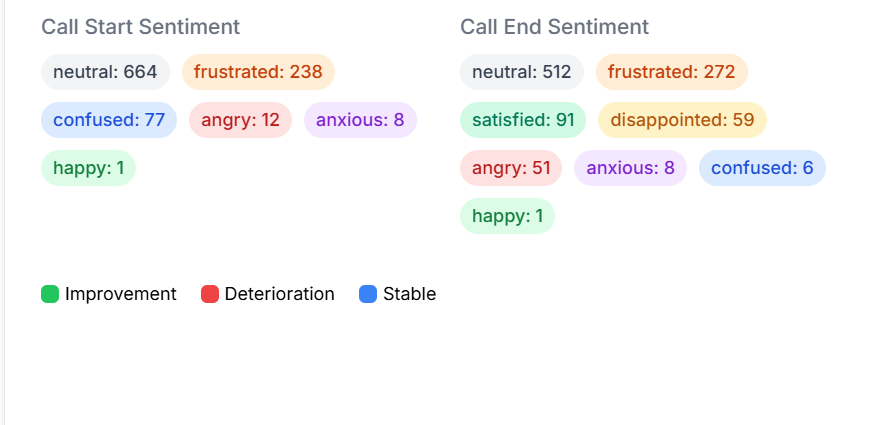 Call Start Sentiment
neutral: 664
frustrated: 238
confused: 77
angry: 12
anxious: 8
happy: 1
Call End Sentiment
neutral: 512
frustrated: 272
satisfied: 91
disappointed: 59
angry: 51
anxious: 8
confused: 6
happy: 1
Improvement
Deterioration
Stable